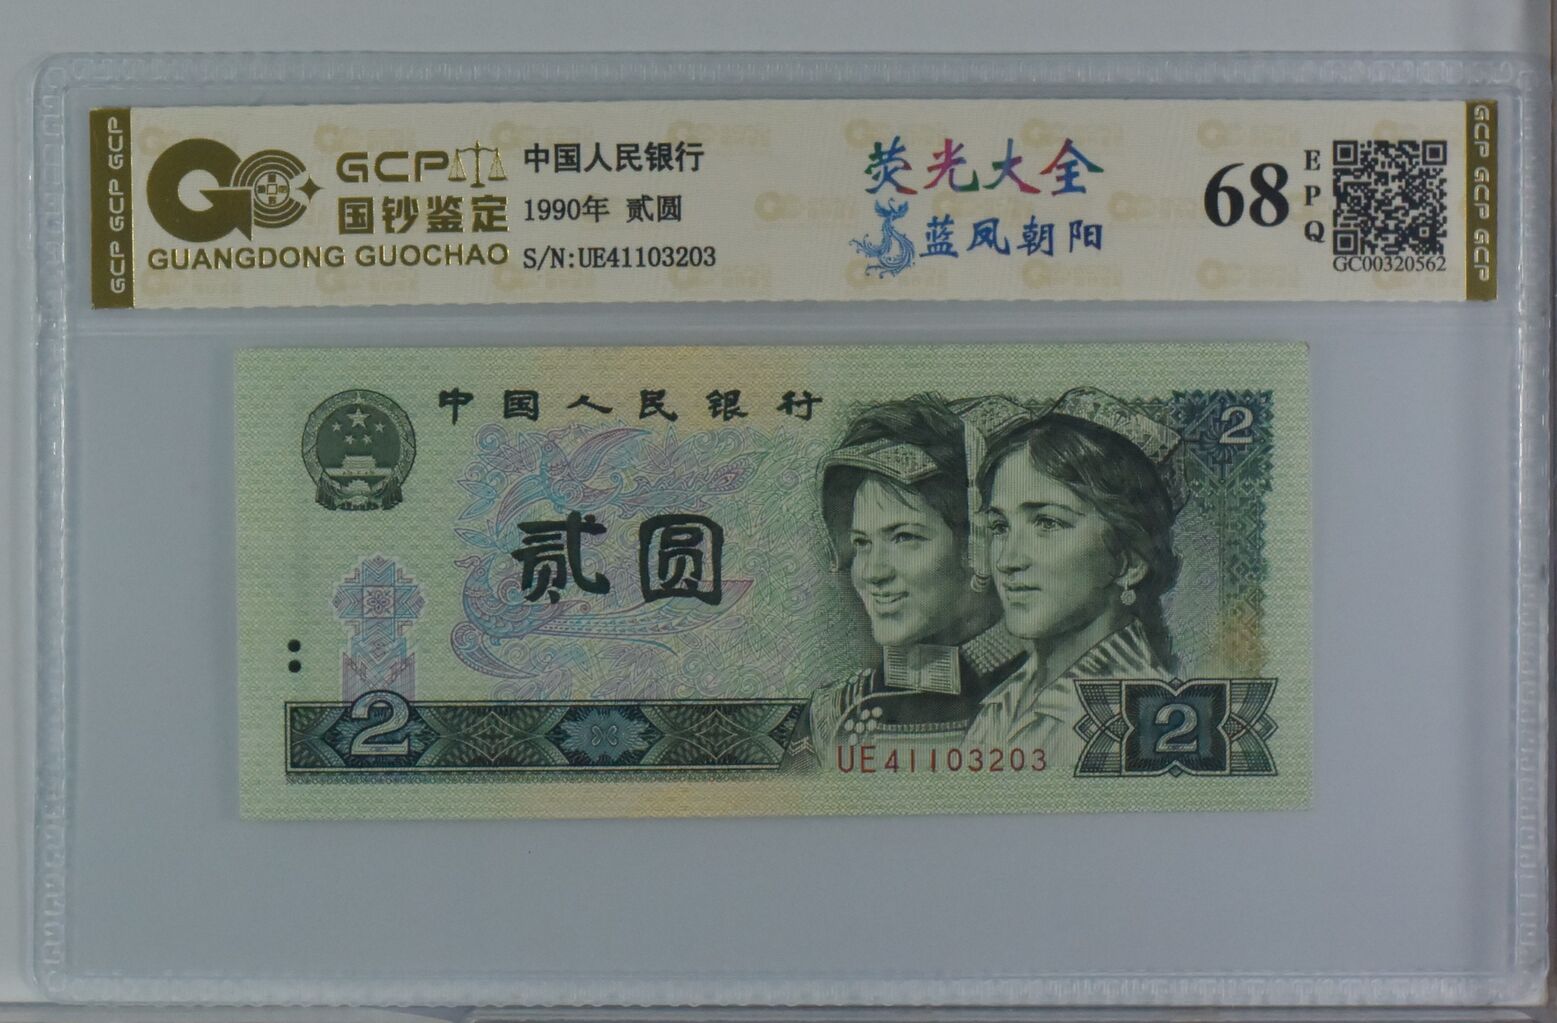 GCP GCP GCP
GCP
国钞鉴定
GUANGDONG GUOCHAO
中国人民银行
1990年 贰圆
S/N:UE41103203
荧光大全
蓝凤朝阳
68
EPQ
GC00320562
GCP GCP GCP
中国人民银行
2
贰圆
2
2
UE41103203